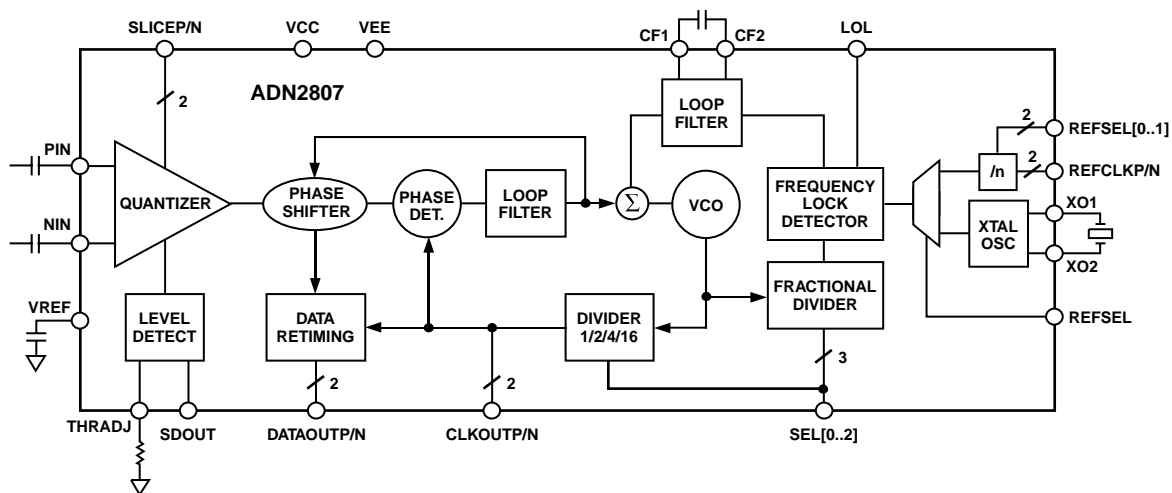 SLICEP/N
VCC
VEE
CF1
CF2
LOL
ADN2807
2
LOOP
FILTER
2
REFSEL[0..1]
PIN
/n
2
REFCLKP/N
QUANTIZER
PHASE
SHIFTER
PHASE
DET.
LOOP
FILTER
Σ
VCO
FREQUENCY
LOCK
DETECTOR
XO1
XTAL
OSC
NIN
XO2
VREF
LEVEL
DETECT
DATA
RETIMING
DIVIDER
1/2/4/16
FRACTIONAL
DIVIDER
REFSEL
2
2
3
THRADJ
SDOUT
DATAOUTP/N
CLKOUTP/N
SEL[0..2]